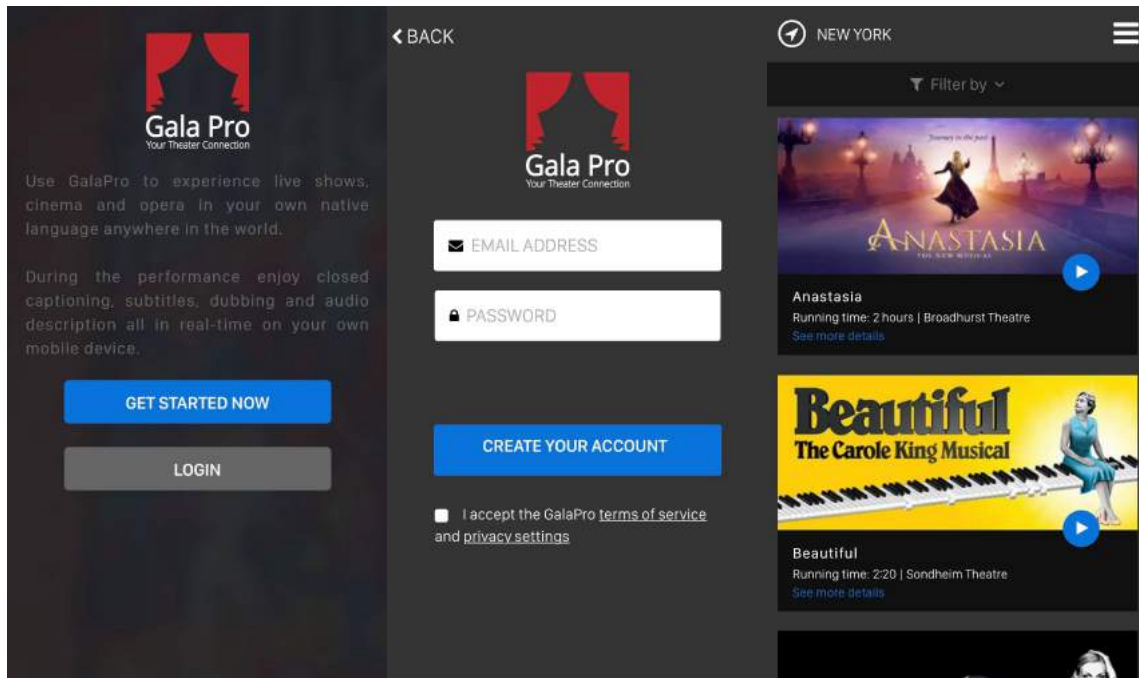 Gala Pro
Your Theater Connection
Use GalaPro to experience live shows,
cinema and opera in your own native
language anywhere in the world.
During the performance enjoy closed
captioning, subtitles, dubbing and audio
description all in real-time on your own
mobile device.
GET STARTED NOW
LOGIN
BACK
Gala Pro
Your Theater Connection
EMAIL ADDRESS
PASSWORD
CREATE YOUR ACCOUNT
I accept the GalaPro terms of service
and privacy settings
NEW YORK
Filter by
Journey to the past
ANASTASIA
THE NEW MUSICAL
Anastasia
Running time: 2 hours | Broadhurst Theatre
See more details
Beautiful
The Carole King Musical
Beautiful
Running time: 2:20 | Sondheim Theatre
See more details